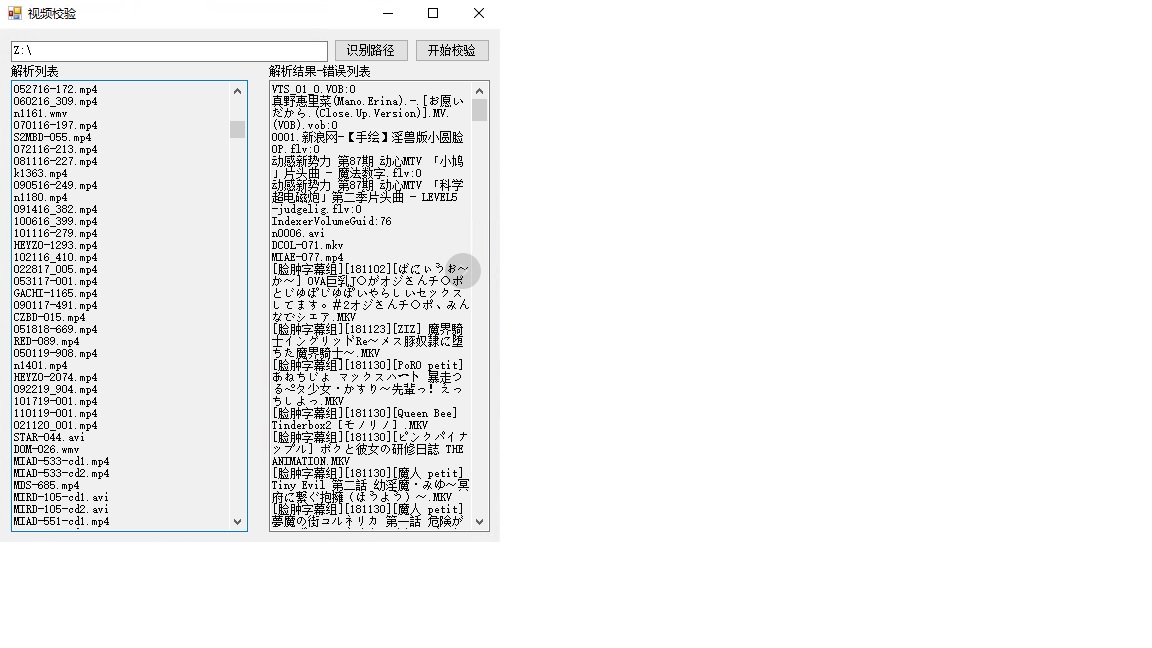 视频校验
Z:\
识别路径
开始校验
解析列表
052716-172.mp4
060216_309.mp4
n1161.wmv
070116-197.mp4
S2MBD-055.mp4
072116-213.mp4
081116-227.mp4
k1363.mp4
090516-249.mp4
n1180.mp4
091416_382.mp4
100616_399.mp4
101116-279.mp4
HEYZO-1293.mp4
102116_410.mp4
022817_005.mp4
053117-001.mp4
GACHI-1165.mp4
090117-491.mp4
CZBD-015.mp4
051818-669.mp4
RED-089.mp4
050119-908.mp4
n1401.mp4
HEYZO-2074.mp4
092219_904.mp4
101719-001.mp4
110119-001.mp4
021120_001.mp4
STAR-044.avi
DOM-026.wmv
MIAD-533-cd1.mp4
MIAD-533-cd2.mp4
MDS-685.mp4
MIRD-105-cd1.avi
MIRD-105-cd2.avi
MIAD-551-cd1.mp4
解析结果-错误列表
VTS_01_0.VOB:0
真野惠里菜(Mano.Erina).-.[お願い
だから.(Close.Up.Version)].MV.
(VOB).vob:0
0001.新浪网-【手绘】淫兽版小圆脸
OP.flv:0
动感新势力 第87期 动心MTV 「小鸠
」片头曲 - 魔法数字.flv:0
动感新势力 第87期 动心MTV 「科学
超电磁炮」第二季片头曲 - LEVEL5
-judgelig.flv:0
IndexerVolumeGuid:76
n0006.avi
DCOL-071.mkv
MIAE-077.mp4
[脸肿字幕组][181102][ばにぃうぉ～
か～] OVA巨乳J○がオジさんチ○ポ
とじゅぽじゅぽいやらしいセックス
してます。＃2オジさんチ○ポ、みん
なでシェア.MKV
[脸肿字幕组][181123][ZIZ] 魔界騎
士イングリッドRe～メス豚奴隷に堕
ちた魔界騎士～.MKV
[脸肿字幕组][181130][PoRO petit]
あねちじょ マックスハート 暴走つ
るペタ少女・かすり～先輩っ! えっ
ちしよっ.MKV
[脸肿字幕组][181130][Queen Bee]
Tinderbox2 [モノリノ] .MKV
[脸肿字幕组][181130][ピンクパイナ
ップル] ボクと彼女の研修日誌 THE
ANIMATION.MKV
[脸肿字幕组][181130][魔人 petit]
Tiny Evil 第二話 幼淫魔・みゆ～冥
府に繋ぐ抱擁（ほうよう）～.MKV
[脸肿字幕组][181130][魔人 petit]
夢魔の街コルネリカ 第一話 危険が